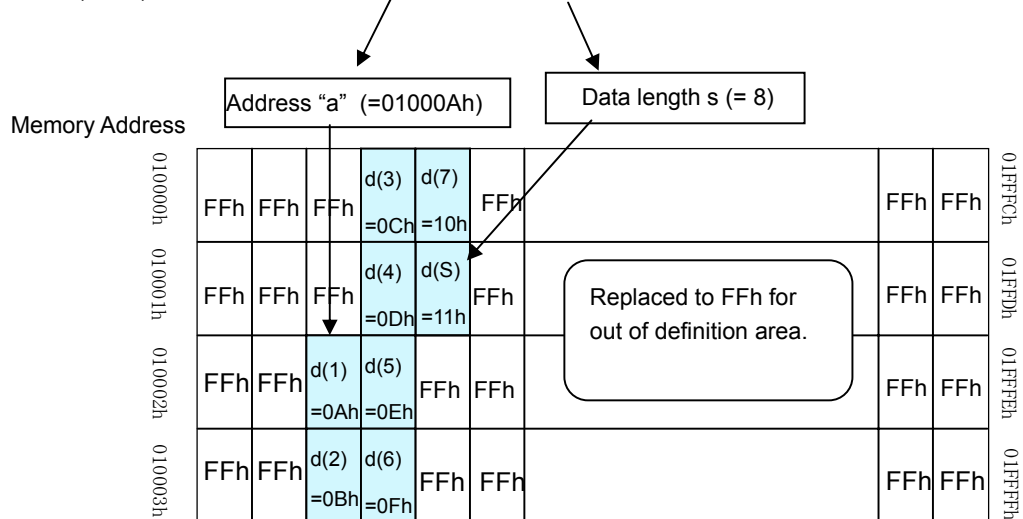 Address “a” (=01000Ah)
Data length s (= 8)
Memory Address
010000h
FFh FFh FFh d(3) =0Ch d(7) =10h FFh FFh FFh
01FFFCh
010001h
FFh FFh FFh d(4) =0Dh d(S) =11h FFh FFh FFh
01FFDh
Replaced to FFh for
out of definition area.
010002h
FFh FFh d(1) =0Ah d(5) =0Eh FFh FFh FFh FFh
01FFFEh
010003h
FFh FFh d(2) =0Bh d(6) =0Fh FFh FFh FFh FFh
01FFFFh